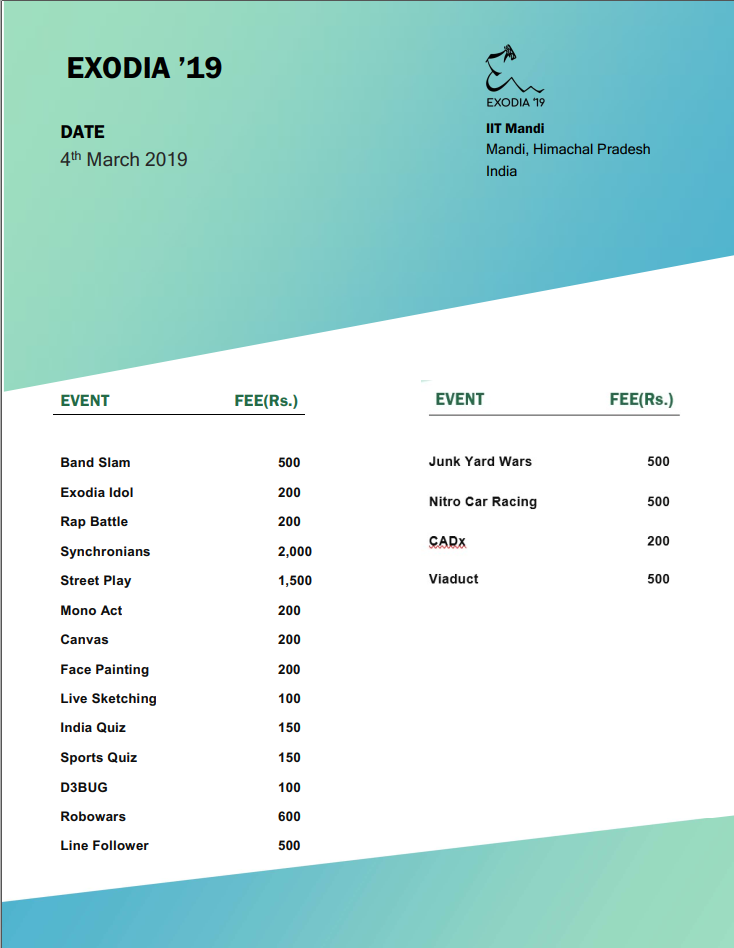 EXODIA ’19
DATE
4th March 2019
EXODIA '19
IIT Mandi
Mandi, Himachal Pradesh
India
EVENT FEE(Rs.)
Band Slam 500
Exodia Idol 200
Rap Battle 200
Synchronians 2,000
Street Play 1,500
Mono Act 200
Canvas 200
Face Painting 200
Live Sketching 100
India Quiz 150
Sports Quiz 150
D3BUG 100
Robowars 600
Line Follower 500
EVENT FEE(Rs.)
Junk Yard Wars 500
Nitro Car Racing 500
CADx 200
Viaduct 500